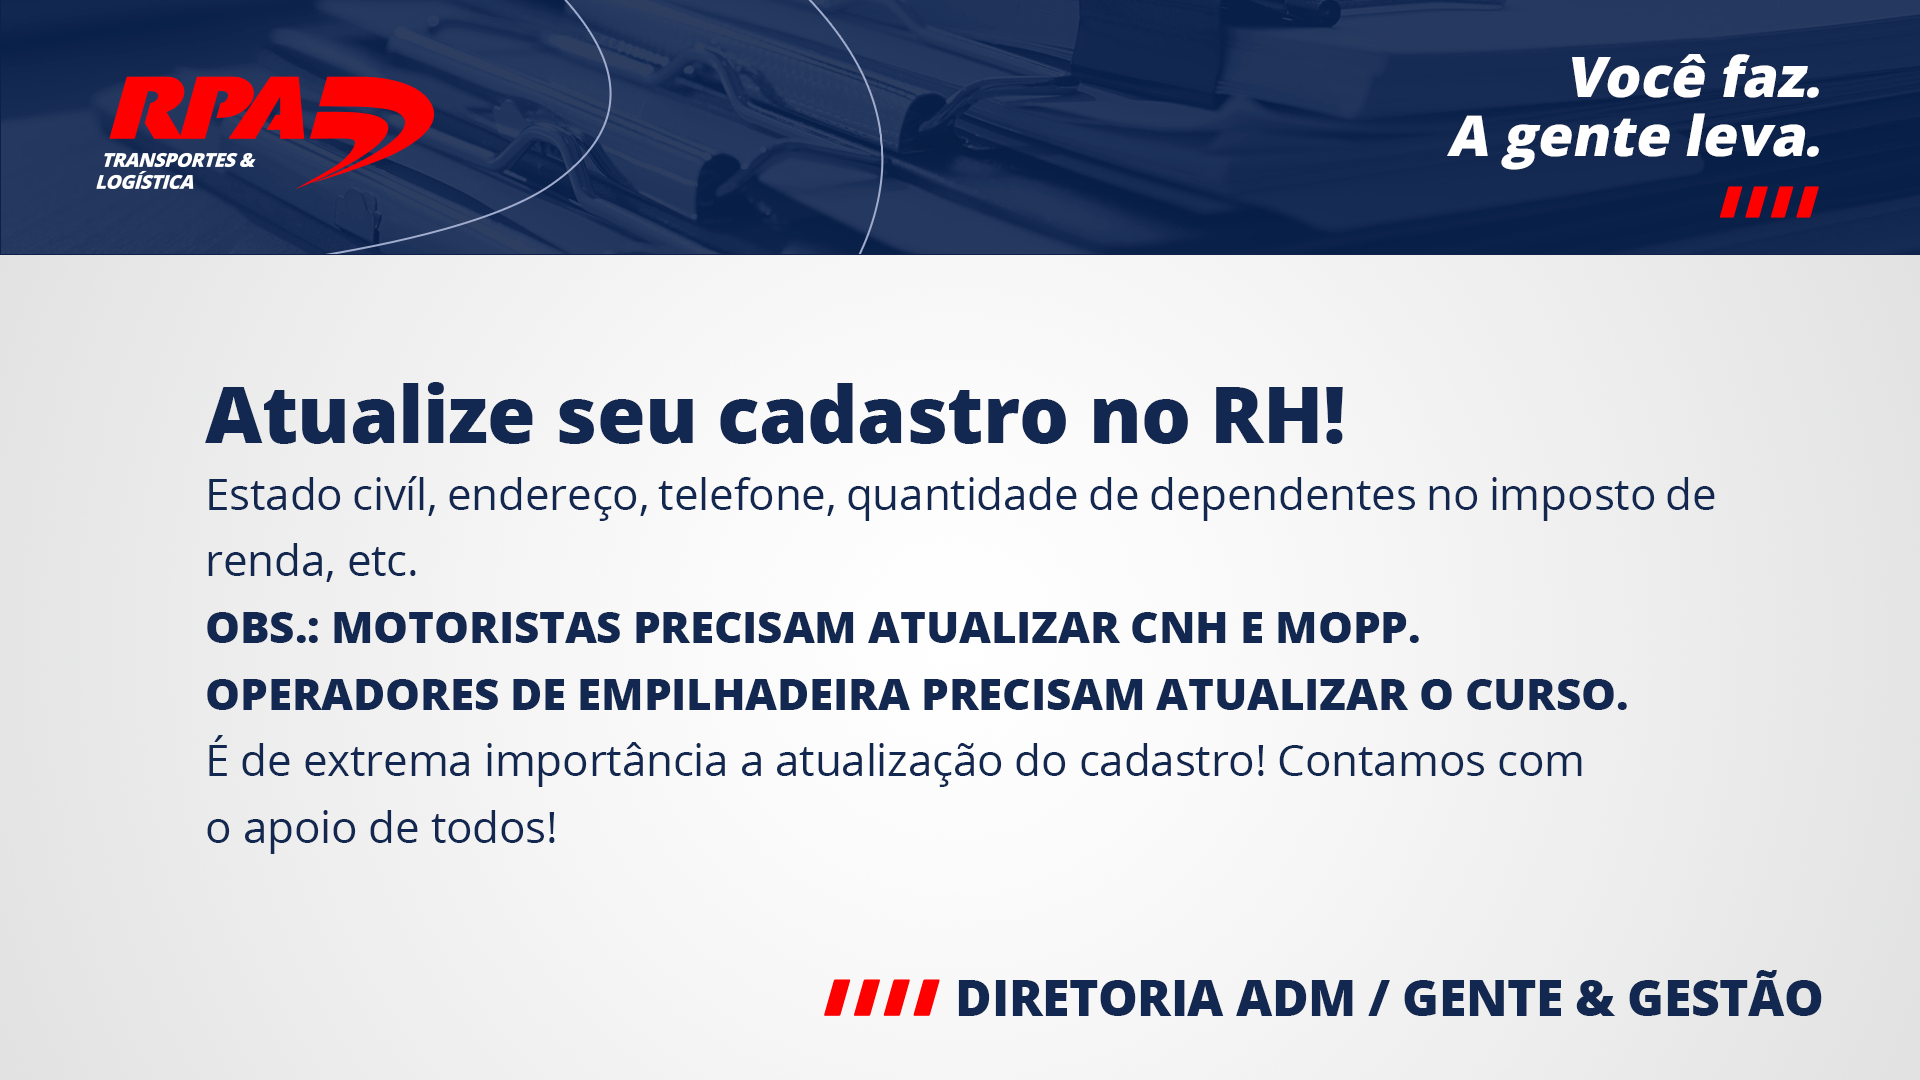 RPA
TRANSPORTES &
LOGÍSTICA
Você faz.
A gente leva.
Atualize seu cadastro no RH!
Estado civíl, endereço, telefone, quantidade de dependentes no imposto de
renda, etc.
OBS.: MOTORISTAS PRECISAM ATUALIZAR CNH E MOPP.
OPERADORES DE EMPILHADEIRA PRECISAM ATUALIZAR O CURSO.
É de extrema importância a atualização do cadastro! Contamos com
o apoio de todos!
DIRETORIA ADM / GENTE & GESTÃO